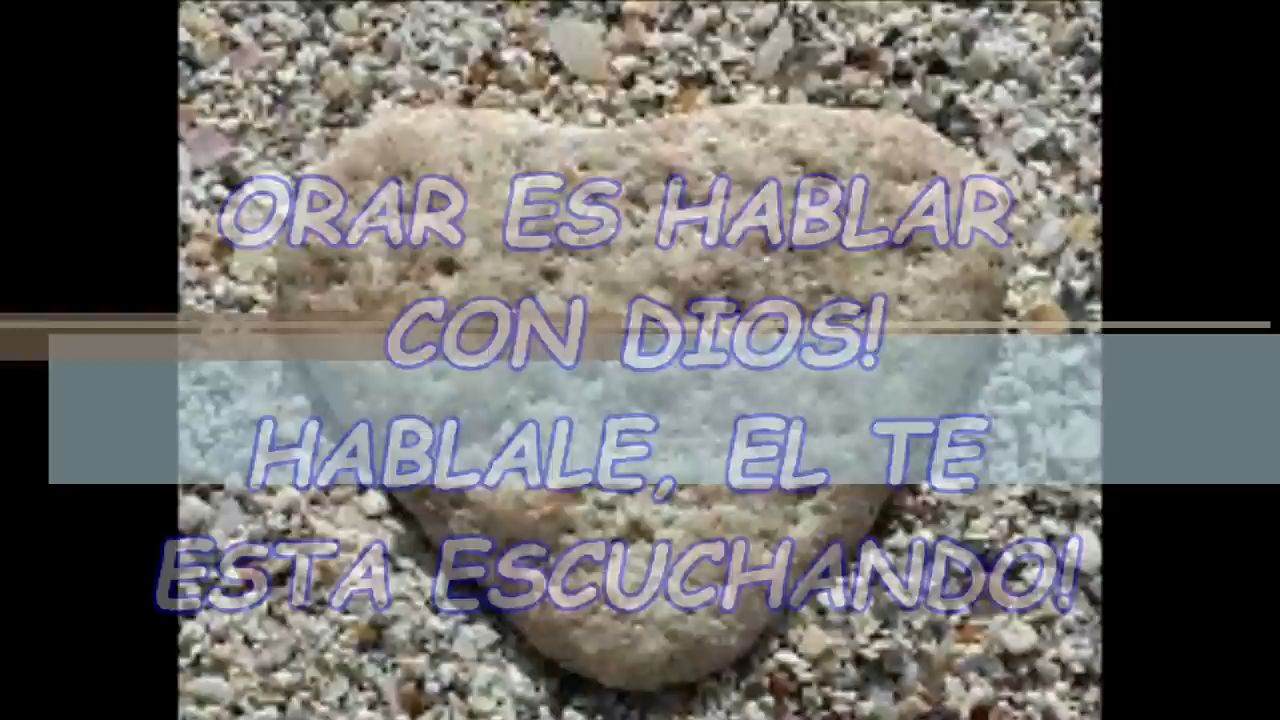 ORAR ES HABLAR
CON DIOS!
HABLALE, EL TE
ESTA ESCUCHANDO!